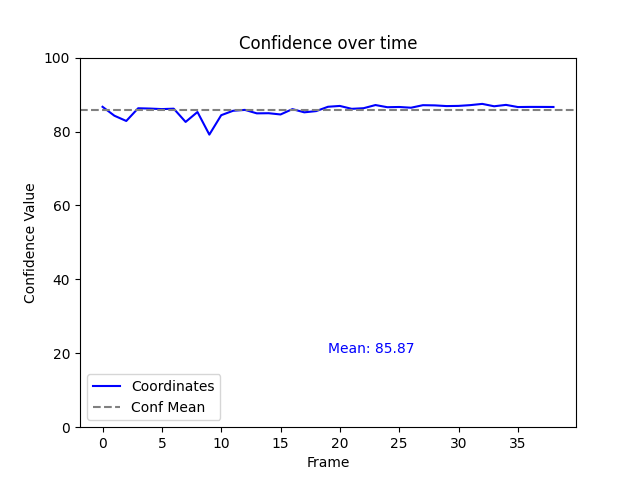 Confidence over time
Confidence Value
100
80
60
40
20
0
Mean: 85.87
Coordinates
Conf Mean
0 5 10 15 20 25 30 35
Frame